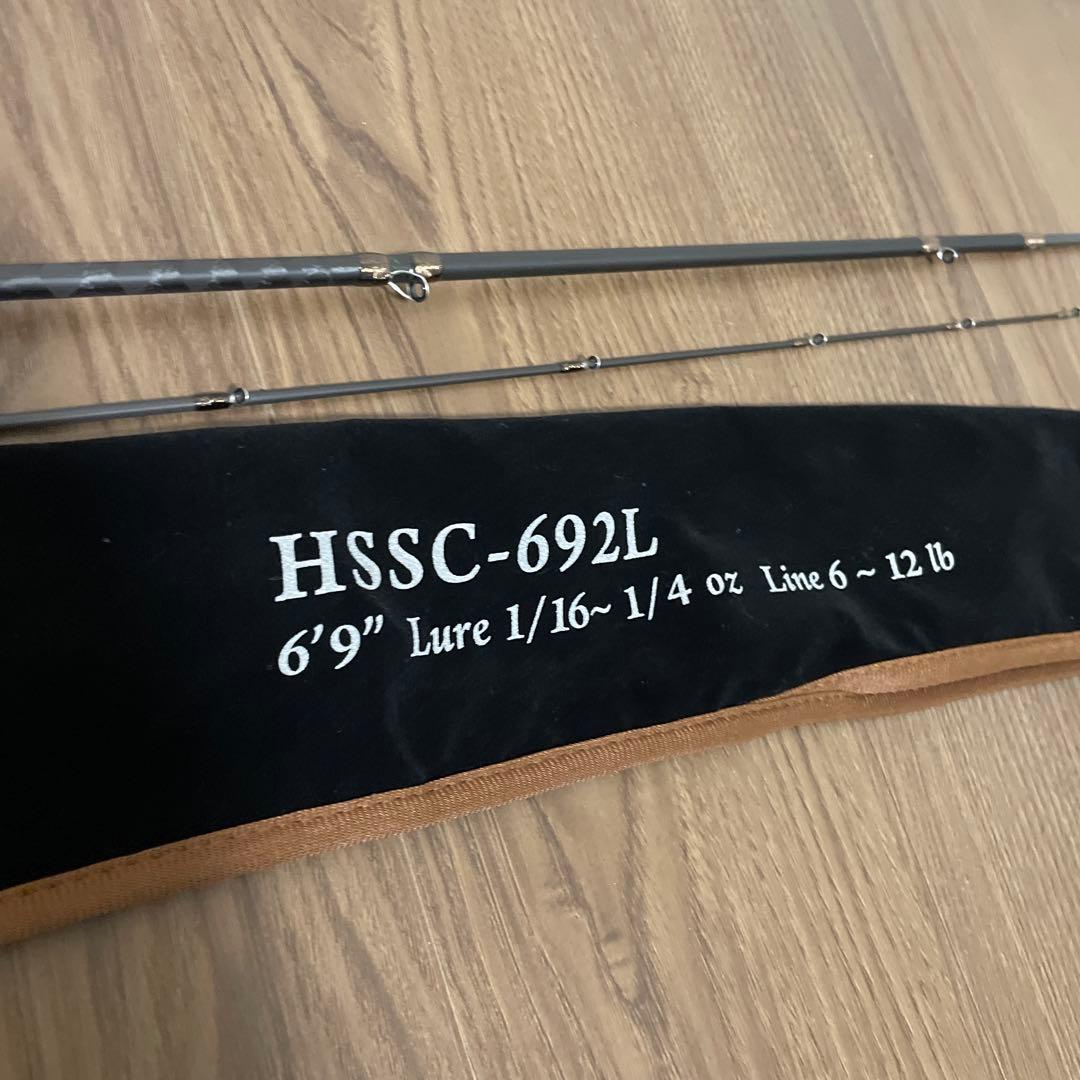 HSSC-692L
6’9” Lure 1/16~ 1/4 oz Line 6 ~ 12 lb